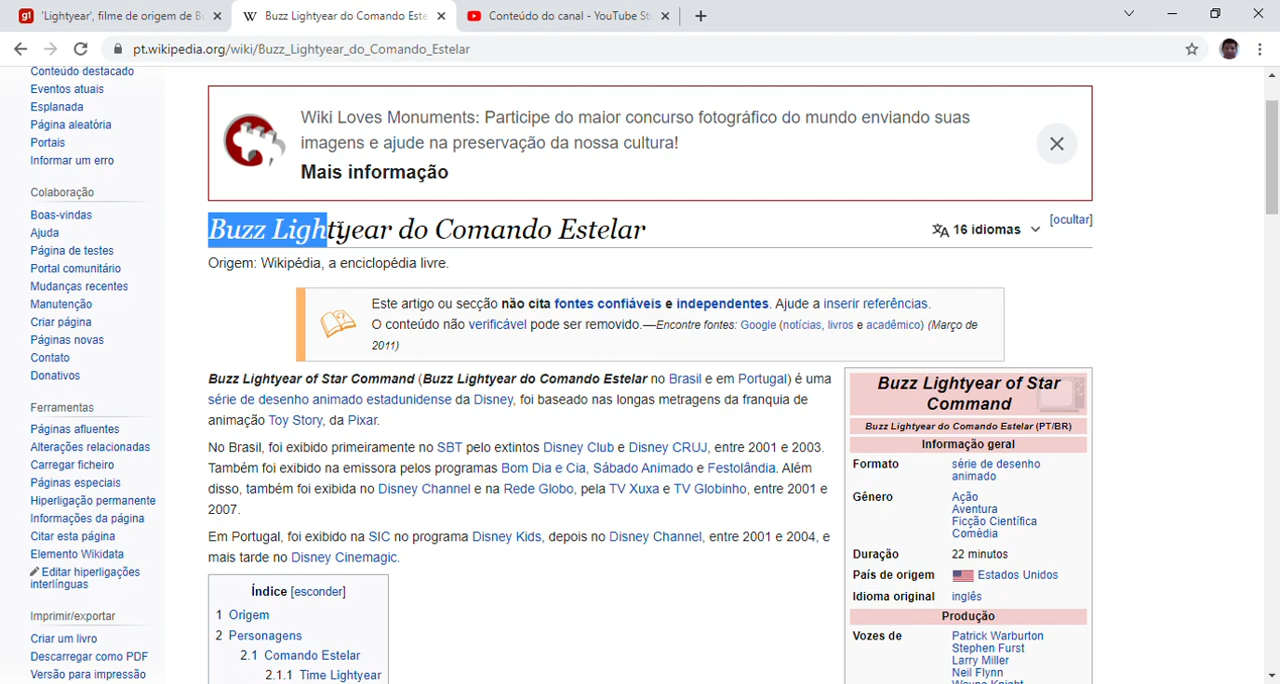 'Lightyear', filme de origem de B
Buzz Lightyear do Comando Este
Conteúdo do canal - YouTube St
pt.wikipedia.org/wiki/Buzz_Lightyear_do_Comando_Estelar
Conteúdo destacado
Eventos atuais
Esplanada
Página aleatória
Portais
Informar um erro
Colaboração
Boas-vindas
Ajuda
Página de testes
Portal comunitário
Mudanças recentes
Manutenção
Criar página
Páginas novas
Contato
Donativos
Ferramentas
Páginas afluentes
Alterações relacionadas
Carregar ficheiro
Páginas especiais
Hiperligação permanente
Informações da página
Citar esta página
Elemento Wikidata
Editar hiperligações
interlínguas
Imprimir/exportar
Criar um livro
Descarregar como PDF
Versão para impressão
Wiki Loves Monuments: Participe do maior concurso fotográfico do mundo enviando suas
imagens e ajude na preservação da nossa cultura!
Mais informação
[ocultar]
Buzz Lightyear do Comando Estelar
16 idiomas
Origem: Wikipédia, a enciclopédia livre.
Este artigo ou secção não cita fontes confiáveis e independentes. Ajude a inserir referências.
O conteúdo não verificável pode ser removido.—Encontre fontes: Google (notícias, livros e acadêmico) (Março de
2011)
Buzz Lightyear of Star Command (Buzz Lightyear do Comando Estelar no Brasil e em Portugal) é uma
série de desenho animado estadunidense da Disney, foi baseado nas longas metragens da franquia de
animação Toy Story, da Pixar.
No Brasil, foi exibido primeiramente no SBT pelo extintos Disney Club e Disney CRUJ, entre 2001 e 2003.
Também foi exibido na emissora pelos programas Bom Dia e Cia, Sábado Animado e Festolândia. Além
disso, também foi exibida no Disney Channel e na Rede Globo, pela TV Xuxa e TV Globinho, entre 2001 e
2007.
Em Portugal, foi exibido na SIC no programa Disney Kids, depois no Disney Channel, entre 2001 e 2004, e
mais tarde no Disney Cinemagic.
Índice [esconder]
1 Origem
2 Personagens
2.1 Comando Estelar
2.1.1 Time Lightyear
Buzz Lightyear of Star
Command
Buzz Lightyear do Comando Estelar (PT/BR)
Informação geral
Formato série de desenho
animado
Gênero Ação
Aventura
Ficção Científica
Comédia
Duração 22 minutos
País de origem Estados Unidos
Idioma original inglês
Produção
Vozes de Patrick Warburton
Stephen Furst
Larry Miller
Neil Flynn
Wayne Knight